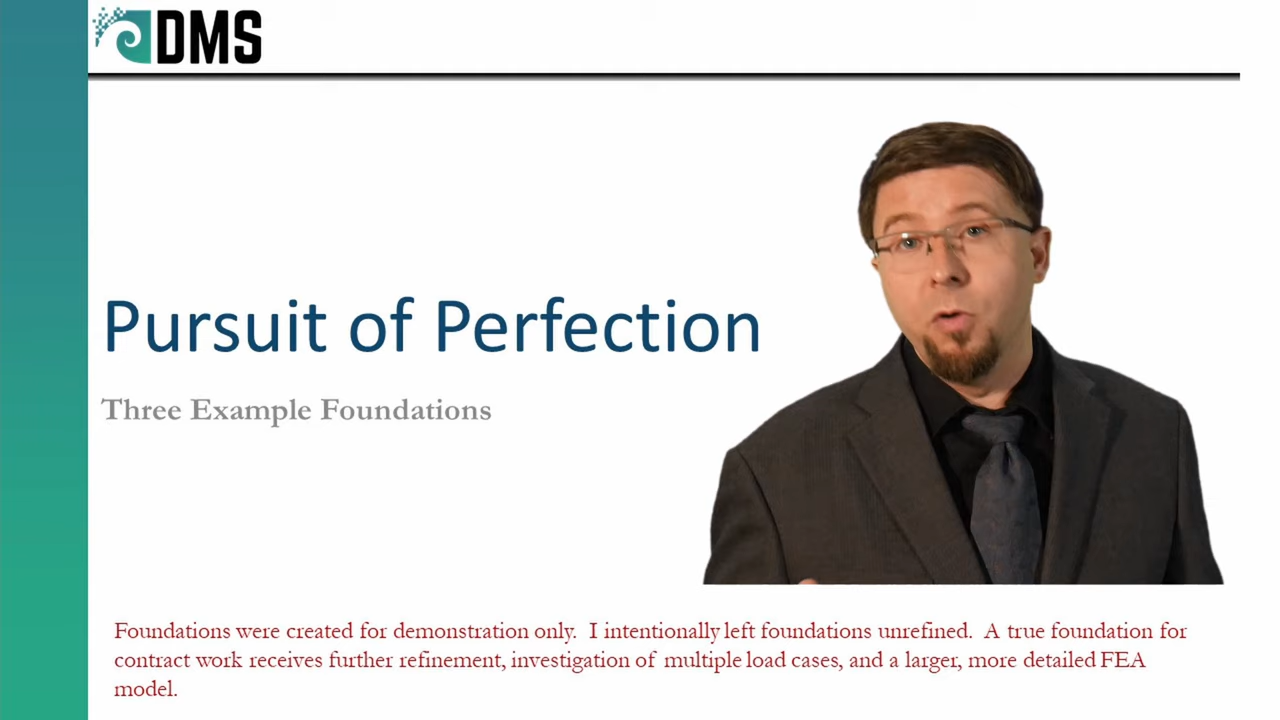 DMS
Pursuit of Perfection
Three Example Foundations
Foundations were created for demonstration only.  I intentionally left foundations unrefined.  A true foundation for
contract work receives further refinement, investigation of multiple load cases, and a larger, more detailed FEA
model.